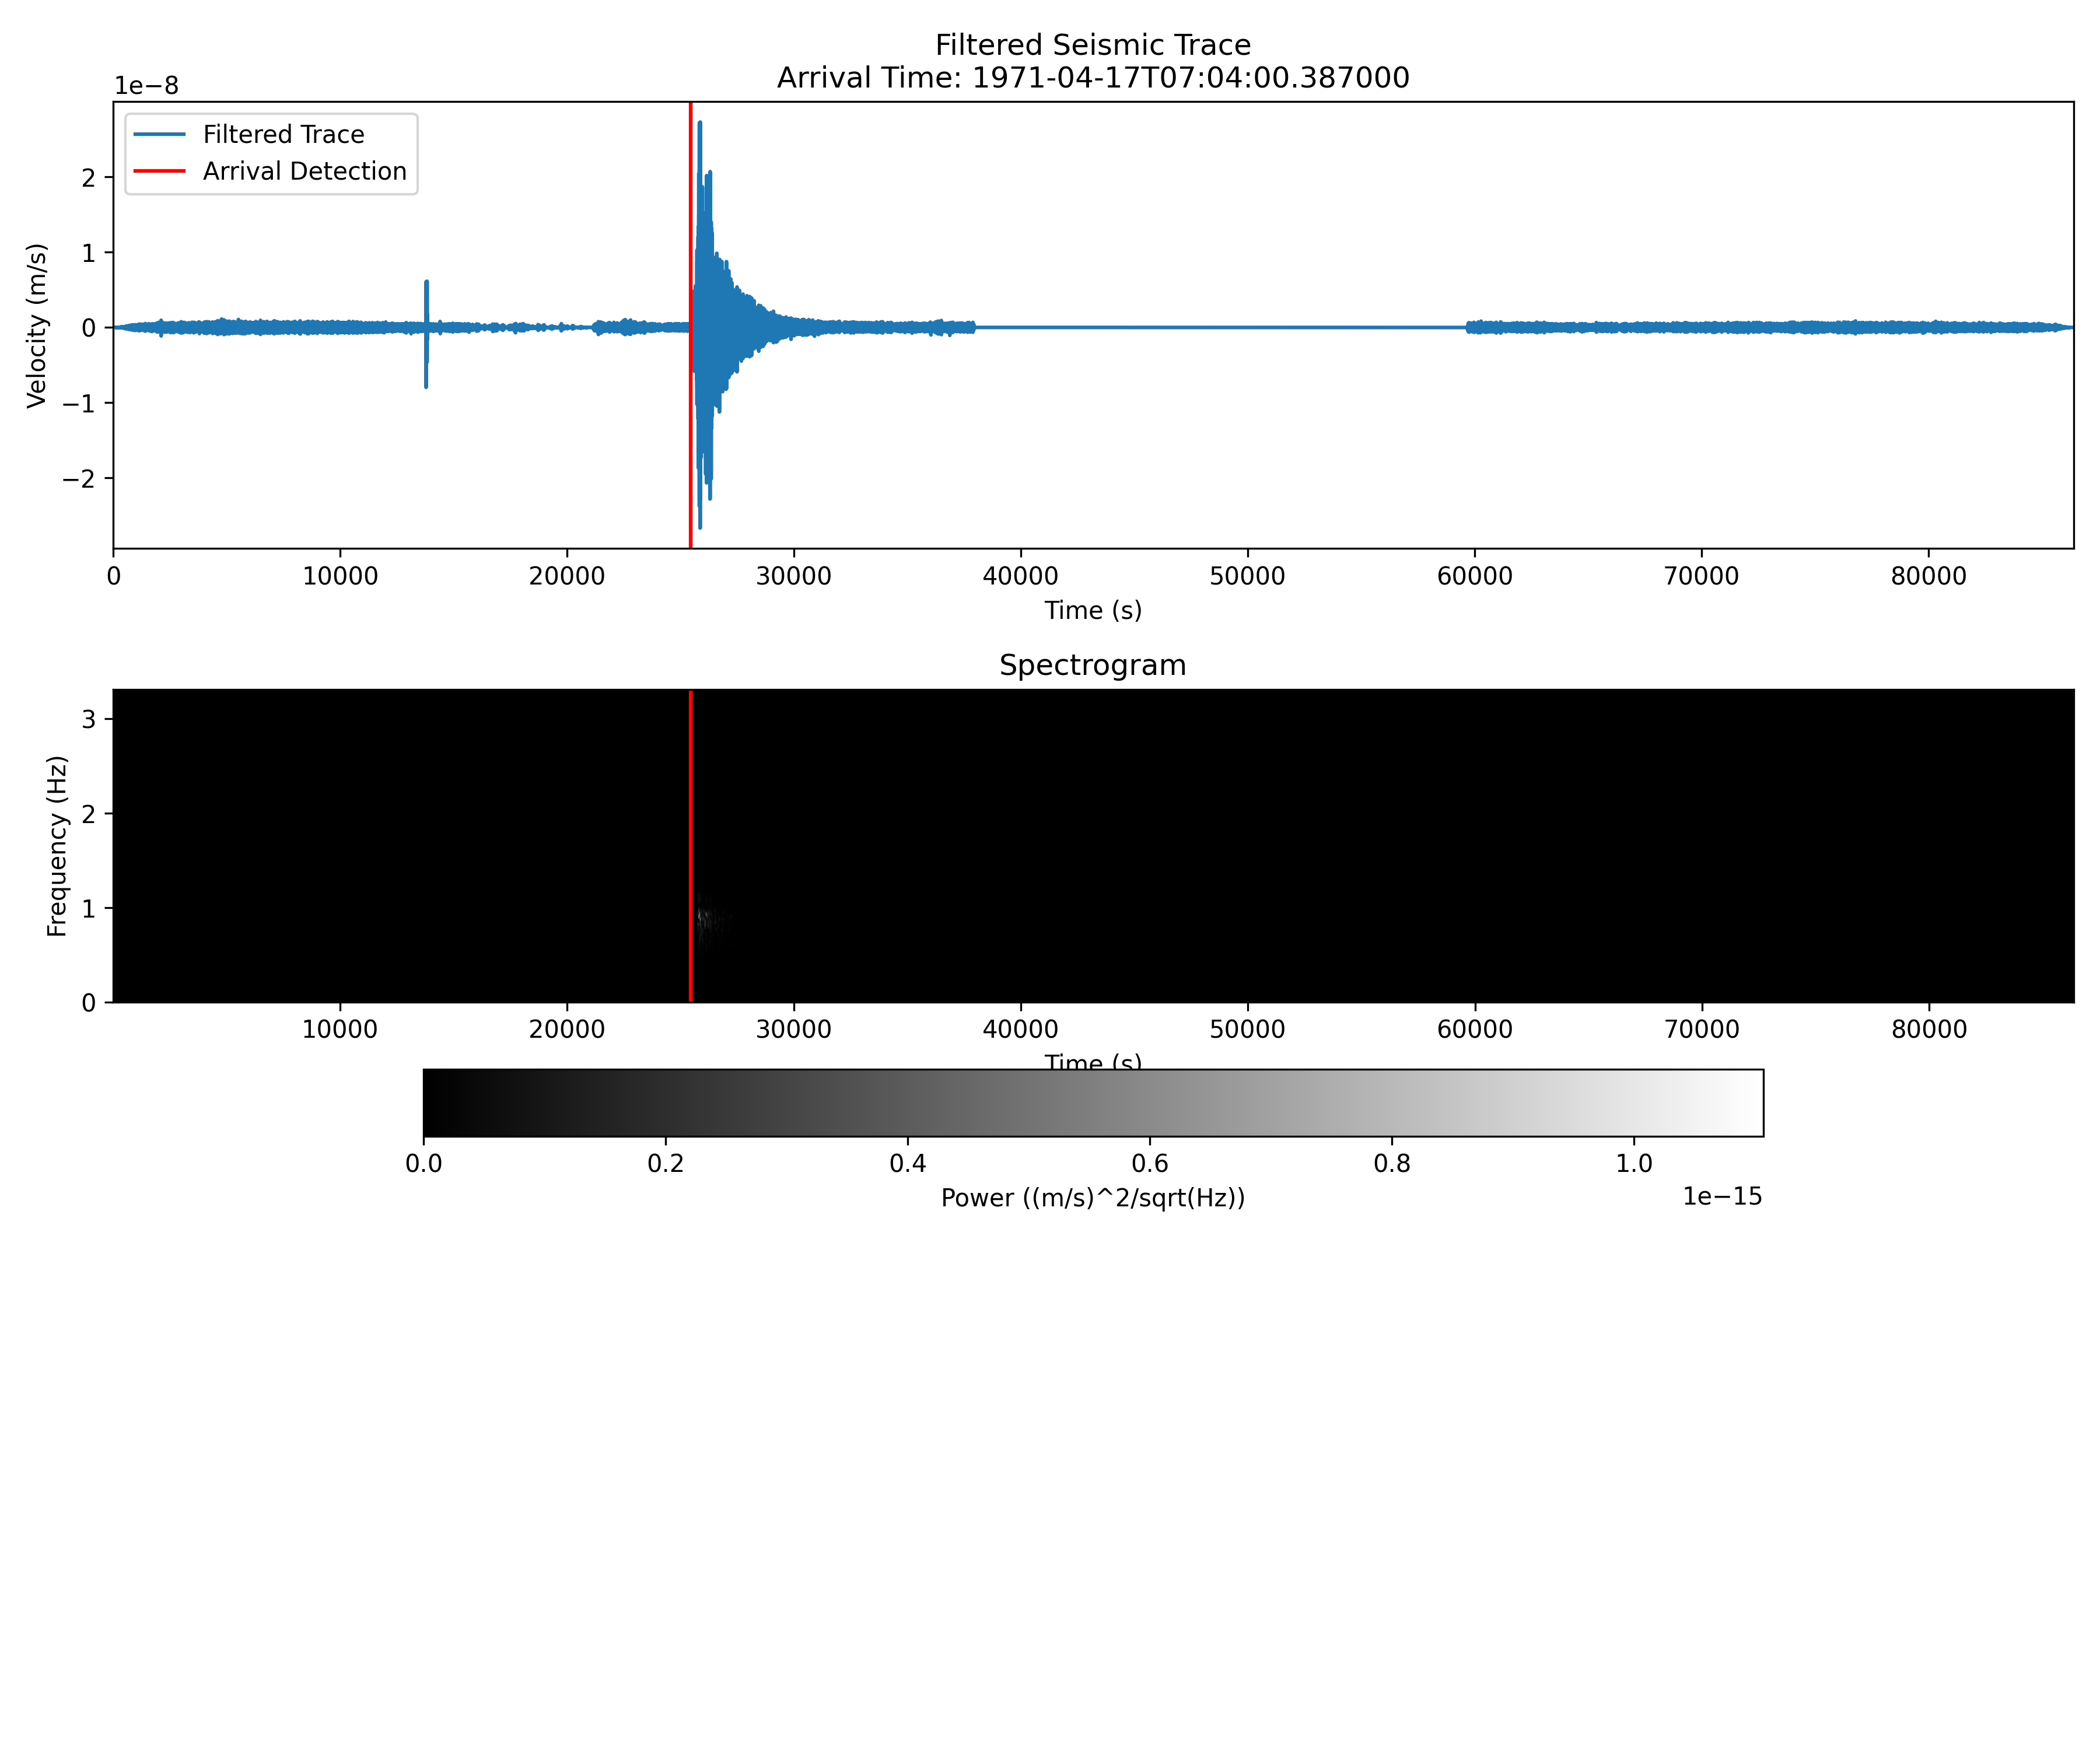 Filtered Seismic Trace
Arrival Time: 1971-04-17T07:04:00.387000
1e−8
Filtered Trace
Arrival Detection
Velocity (m/s)
2
1
0
−1
−2
0 10000 20000 30000 40000 50000 60000 70000 80000
Time (s)
Spectrogram
Frequency (Hz)
3
2
1
0
10000 20000 30000 40000 50000 60000 70000 80000
Time (s)
0.0 0.2 0.4 0.6 0.8 1.0
Power ((m/s)^2/sqrt(Hz))
1e−15